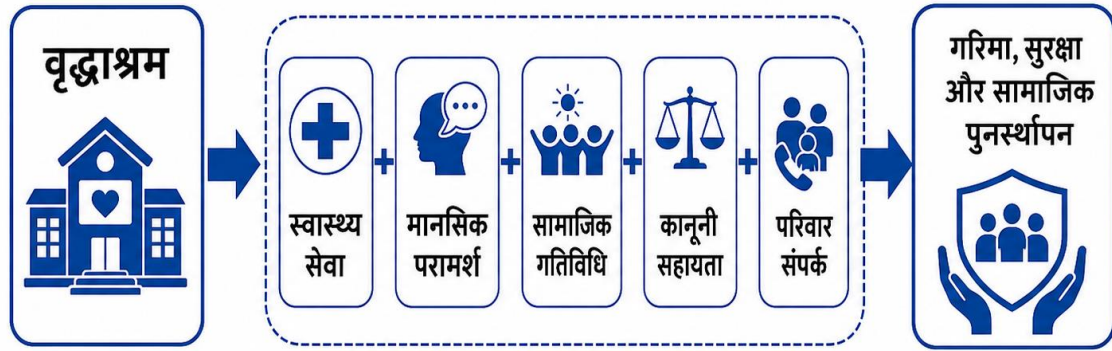 वृद्धाश्रम
स्वास्थ्य
सेवा
+
मानसिक
परामर्श
+
सामाजिक
गतिविधि
+
कानूनी
सहायता
+
परिवार
संपर्क
गरिमा, सुरक्षा
और सामाजिक
पुनर्स्थापन